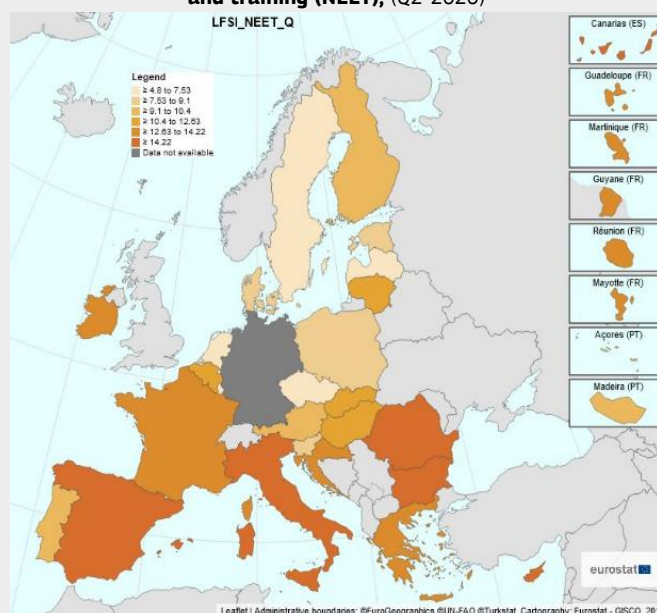 and training (NEET), (Q2-2020)
LFSI_NEET_Q
Legend
≥ 4.8 to 7.53
≥ 7.53 to 9.1
≥ 9.1 to 10.4
≥ 10.4 to 12.63
≥ 12.63 to 14.22
≥ 14.22
Data not available
Canarias (ES)
Guadeloupe (FR)
Martinique (FR)
Guyane (FR)
Réunion (FR)
Mayotte (FR)
Açores (PT)
Madeira (PT)
eurostat
Leaflet | Administrative boundaries: ©EuroGeographics ©UN-FAO ©Turkstat, Cartography: Eurostat - GISCO, 20